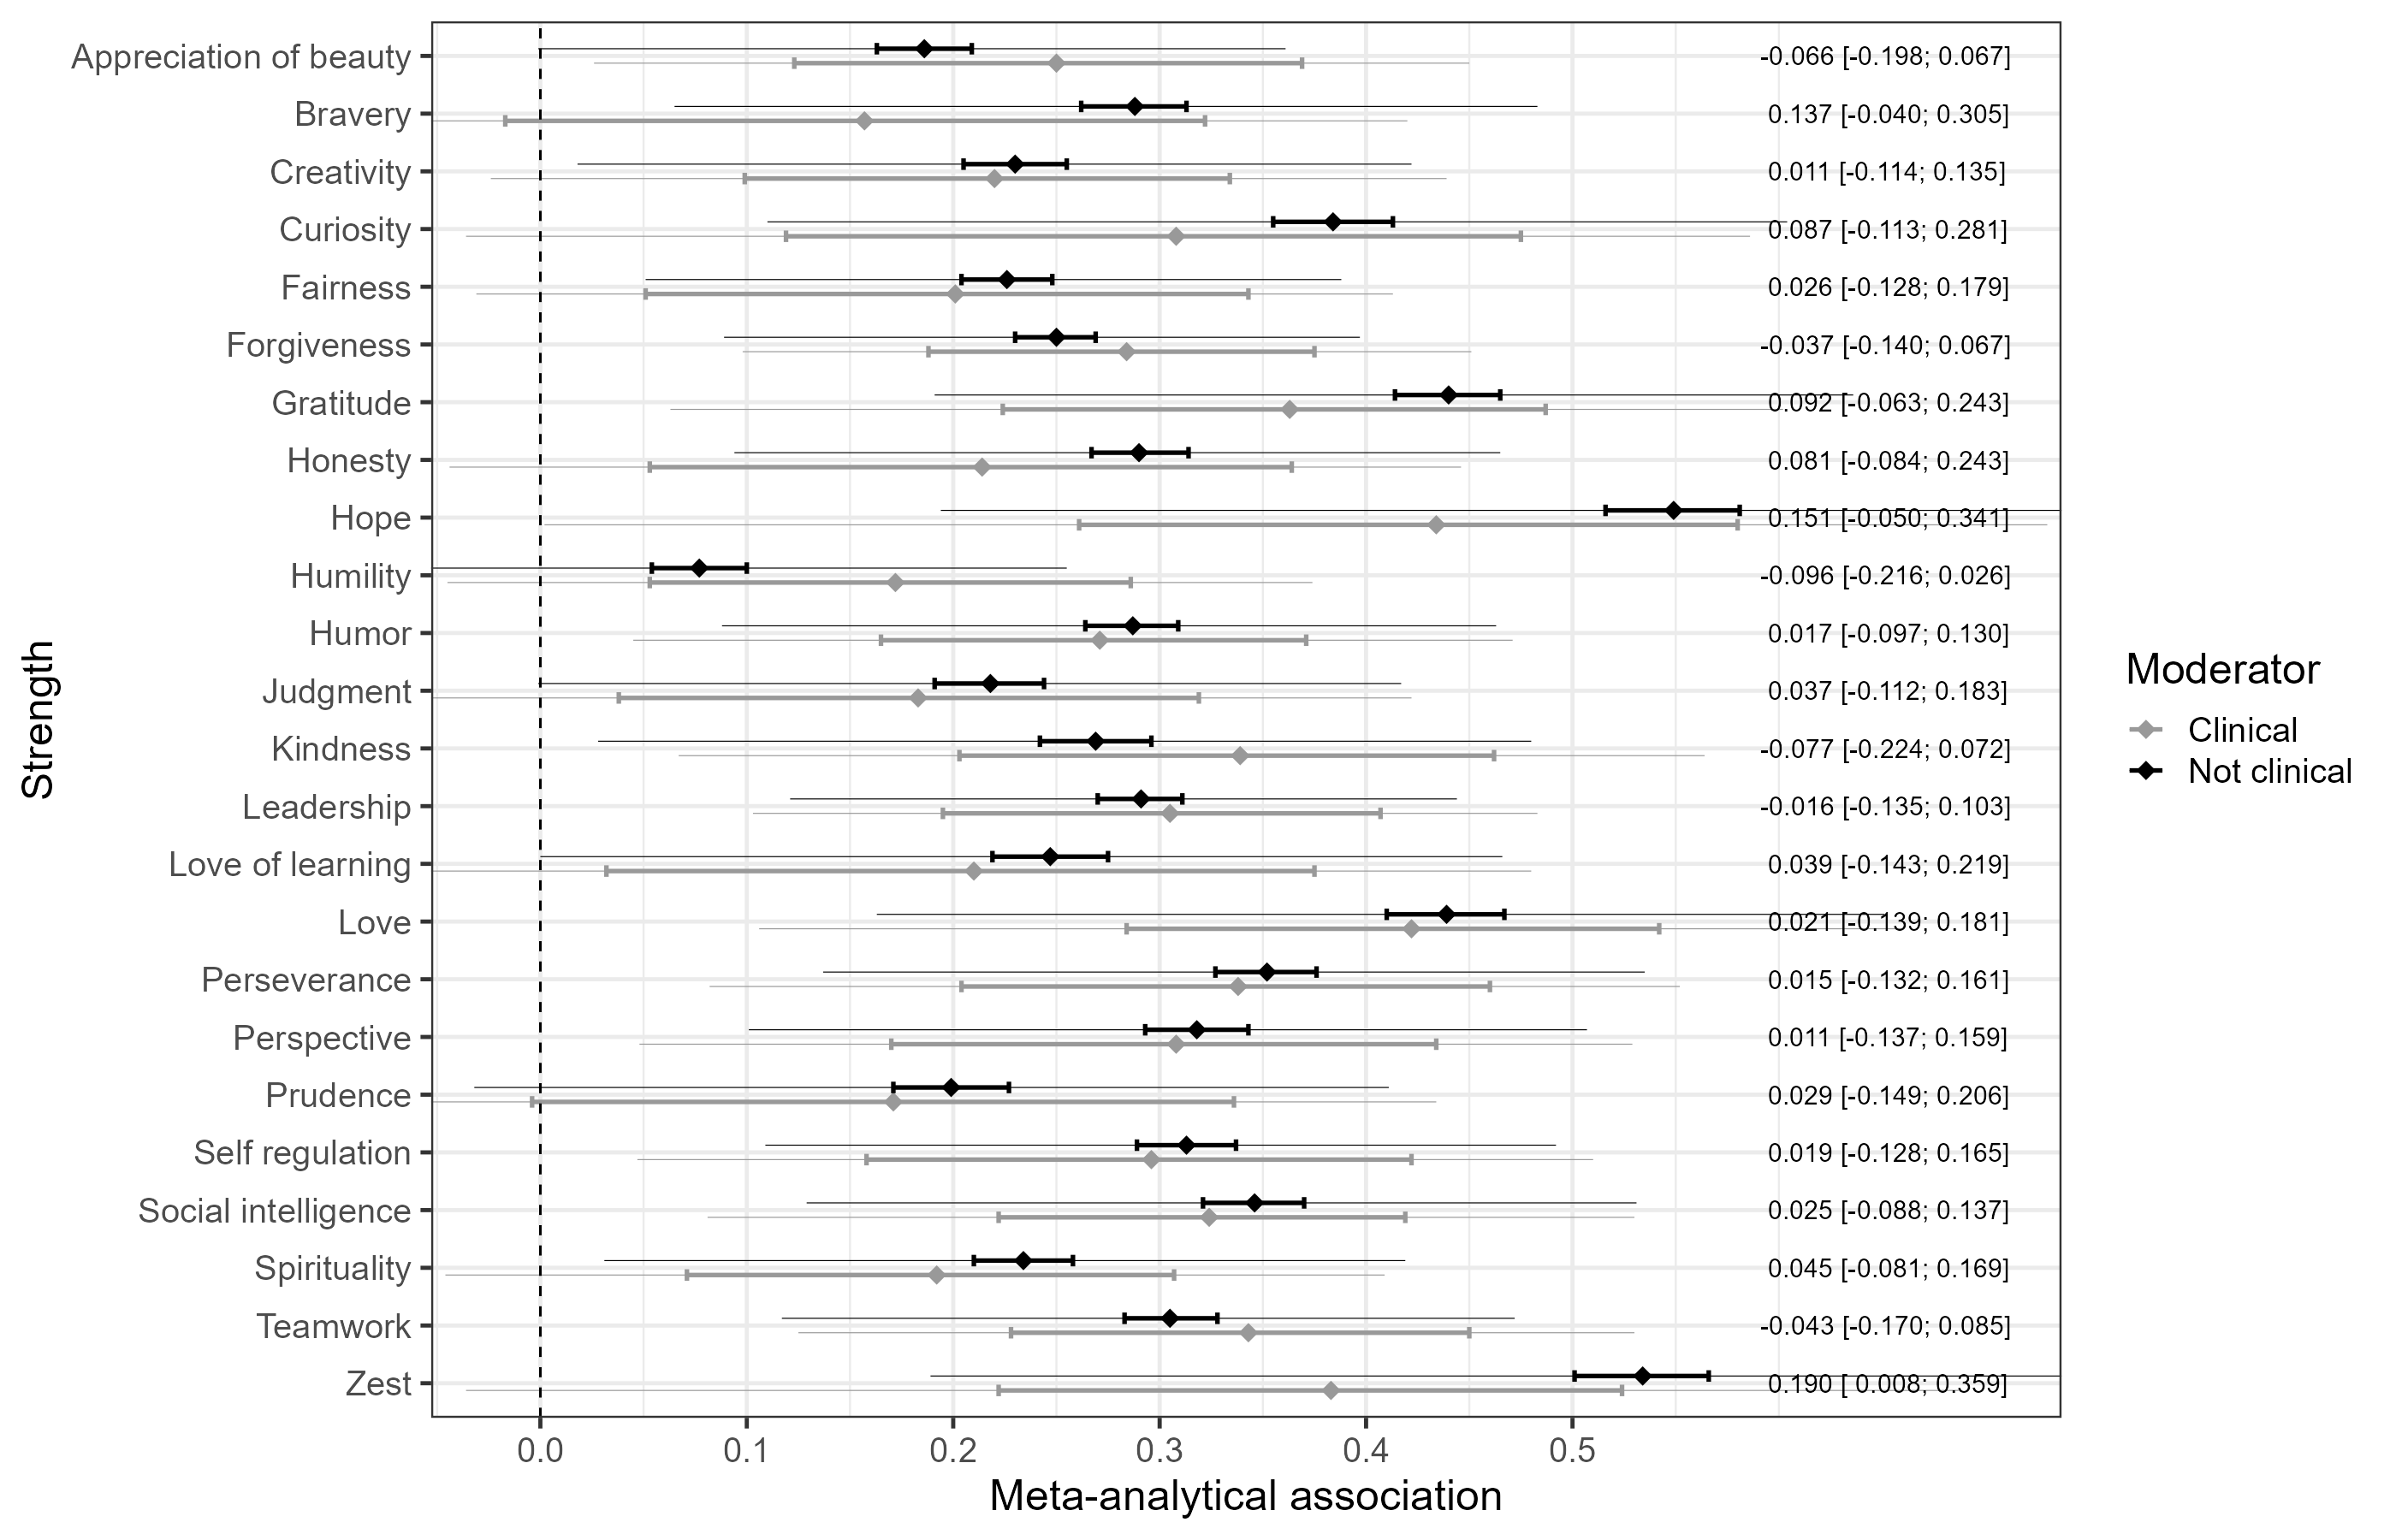 Appreciation of beauty -0.066 [-0.198; 0.067]
Bravery 0.137 [-0.040; 0.305]
Creativity 0.011 [-0.114; 0.135]
Curiosity 0.087 [-0.113; 0.281]
Fairness 0.026 [-0.128; 0.179]
Forgiveness -0.037 [-0.140; 0.067]
Gratitude 0.092 [-0.063; 0.243]
Honesty 0.081 [-0.084; 0.243]
Hope 0.151 [-0.050; 0.341]
Humility -0.096 [-0.216; 0.026]
Humor 0.017 [-0.097; 0.130]
Judgment 0.037 [-0.112; 0.183]
Kindness -0.077 [-0.224; 0.072]
Leadership -0.016 [-0.135; 0.103]
Love of learning 0.039 [-0.143; 0.219]
Love 0.021 [-0.139; 0.181]
Perseverance 0.015 [-0.132; 0.161]
Perspective 0.011 [-0.137; 0.159]
Prudence 0.029 [-0.149; 0.206]
Self regulation 0.019 [-0.128; 0.165]
Social intelligence 0.025 [-0.088; 0.137]
Spirituality 0.045 [-0.081; 0.169]
Teamwork -0.043 [-0.170; 0.085]
Zest 0.190 [ 0.008; 0.359]
Strength
0.0 0.1 0.2 0.3 0.4 0.5
Meta-analytical association
Moderator
Clinical
Not clinical